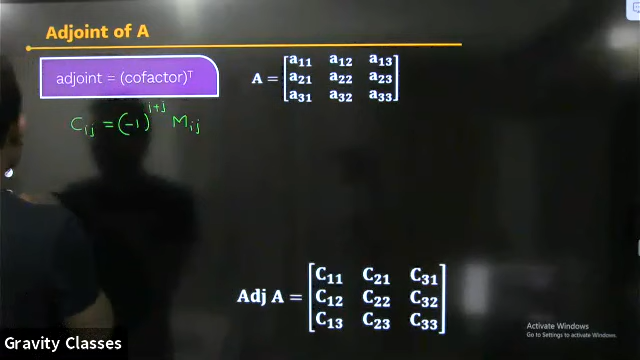 Adjoint of A
adjoint = (cofactor)ᵀ
A = [a₁₁ a₁₂ a₁₃
a₂₁ a₂₂ a₂₃
a₃₁ a₃₂ a₃₃]
Cᵢⱼ = (-1)ⁱ⁺ʲ Mᵢⱼ
Adj A = [C₁₁ C₂₁ C₃₁
C₁₂ C₂₂ C₃₂
C₁₃ C₂₃ C₃₃]
Activate Windows
Go to Settings to activate Windows.
Gravity Classes